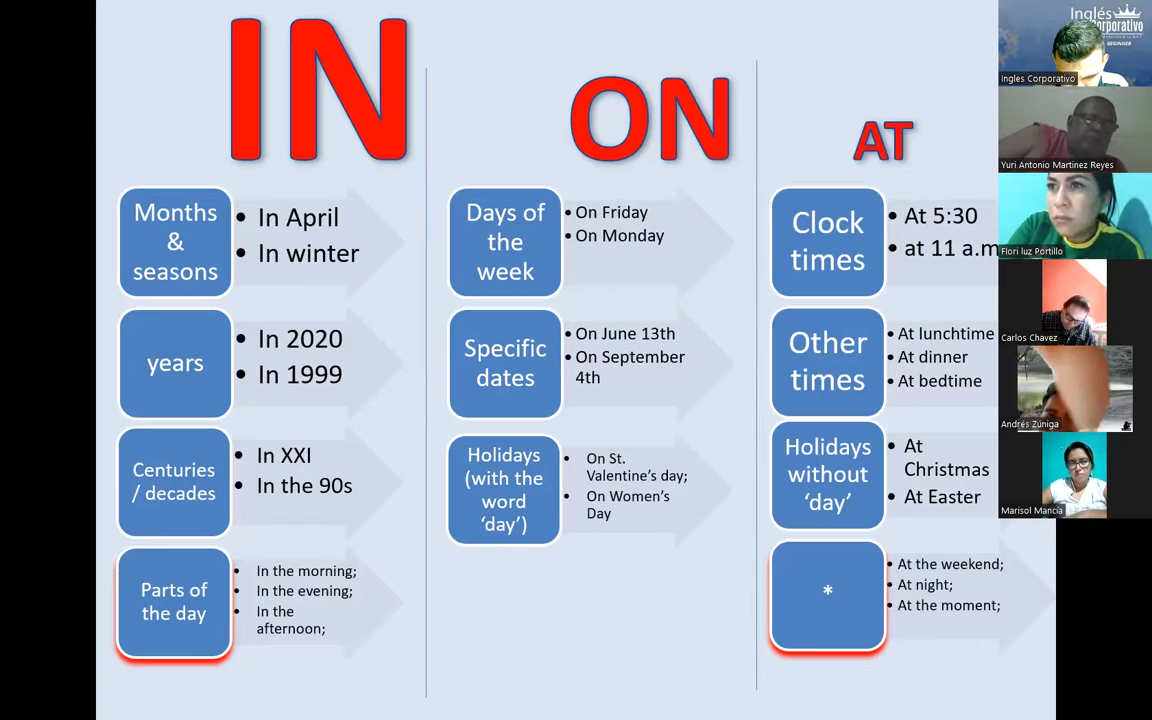 IN
Months
&
seasons
• In April
• In winter
years
• In 2020
• In 1999
Centuries
/ decades
• In XXI
• In the 90s
Parts of
the day
• In the morning;
• In the evening;
• In the
afternoon;
ON
Days of
the
week
• On Friday
• On Monday
Specific
dates
• On June 13th
• On September
4th
Holidays
(with the
word
‘day’)
• On St.
Valentine’s day;
• On Women’s
Day
AT
Clock
times
• At 5:30
• at 11 a.m
Other
times
• At lunchtime
• At dinner
• At bedtime
Holidays
without
‘day’
• At
Christmas
• At Easter
*
• At the weekend;
• At night;
• At the moment;
Inglés
Corporativo
BEGINNER
Ingles Corporativo
Yuri Antonio Martinez Reyes
Flori luz Portillo
Carlos Chavez
Andrés Zúniga
Marisol Mancia